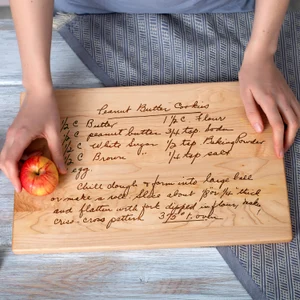 Peanut Butter Cookies
1/2 C Butter 1 1/2 C Flour
1/2 C peanut butter 3/4 tsp Soda
1/2 C White Sugar 1/2 tsp Baking Powder
1/2 C Brown " 1/4 tsp salt
egg
Chill dough & form into large ball
or make a roll Slice about thick
and flatten with fork dipped in flour, make
criss-cross pattern 375° oven